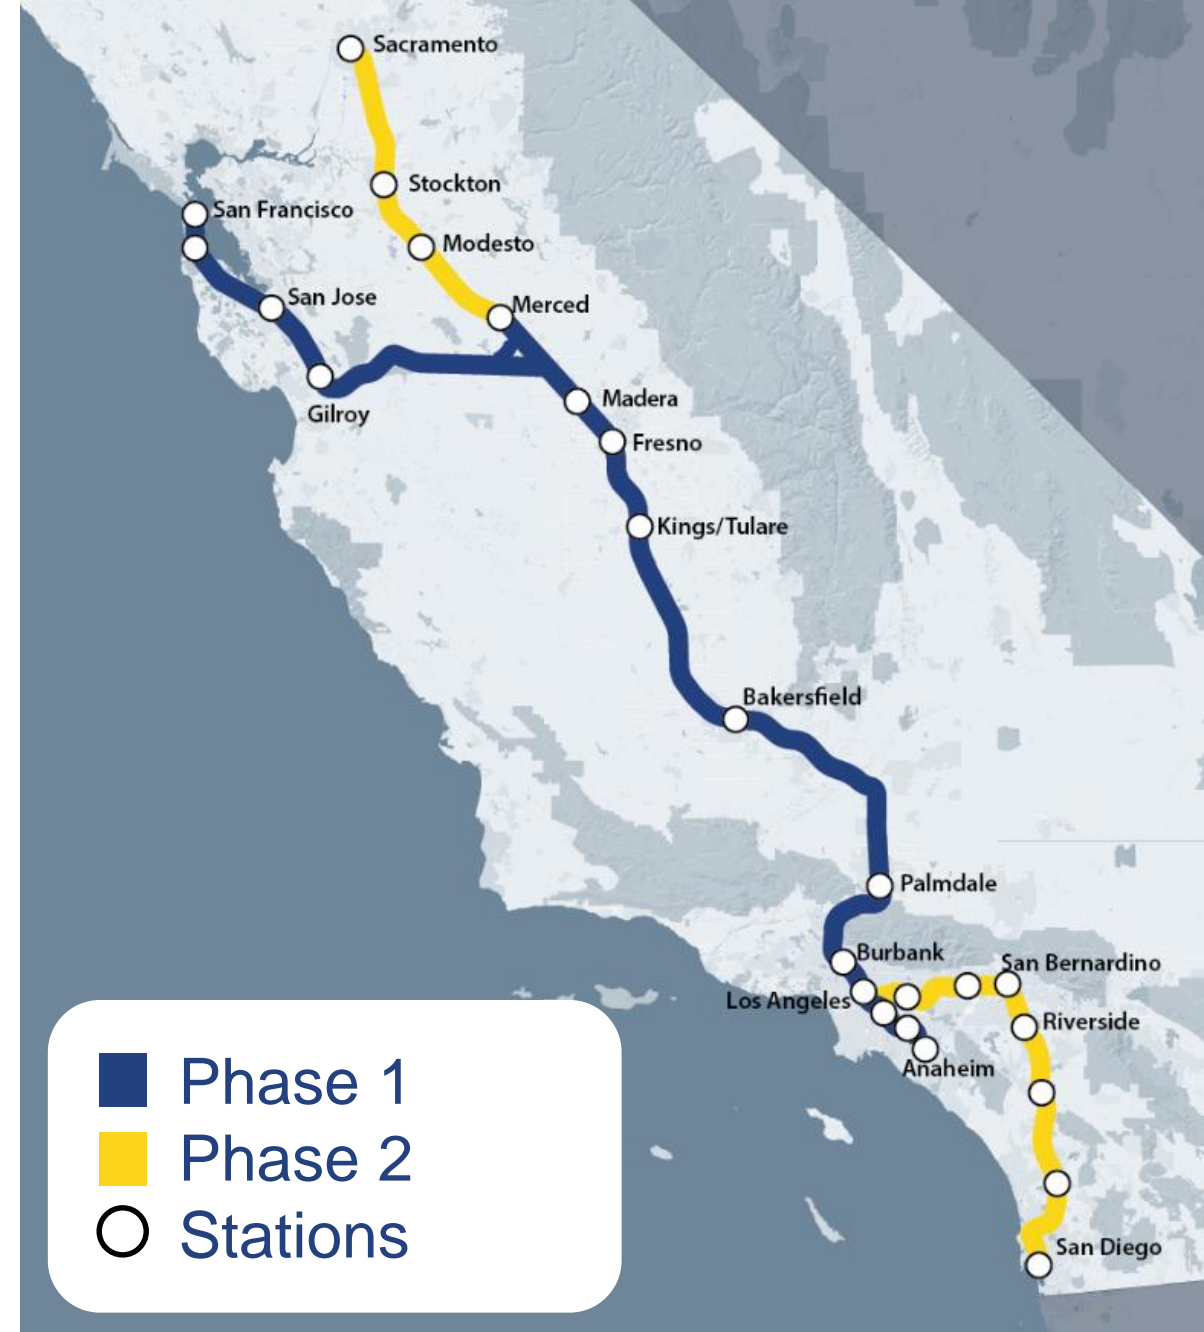 Sacramento
Stockton
San Francisco
Modesto
San Jose
Merced
Gilroy
Madera
Fresno
Kings/Tulare
Bakersfield
Palmdale
Burbank
San Bernardino
Los Angeles
Riverside
Anaheim
San Diego
Phase 1
Phase 2
Stations